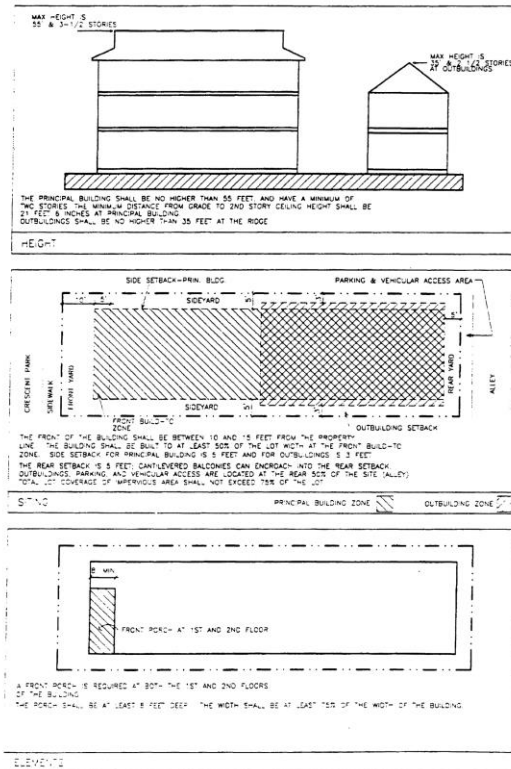 MAX HEIGHT IS
55' & 3-1/2 STORIES
MAX HEIGHT IS
35' & 2 1/2 STORIES
AT OUTBUILDINGS
THE PRINCIPAL BUILDING SHALL BE NO HIGHER THAN 55 FEET, AND HAVE A MINIMUM OF
TWO STORIES THE MINIMUM DISTANCE FROM GRADE TO 2ND STORY CEILING HEIGHT SHALL BE
21 FEET 6 INCHES AT PRINCIPAL BUILDING
OUTBUILDINGS SHALL BE NO HIGHER THAN 35 FEET AT THE RIDGE
HEIGHT
SIDE SETBACK-PRIN. BLDG.
PARKING & VEHICULAR ACCESS AREA
10'
5'
SIDEYARD
5'
3'
5'
CRESCENT PARK
SIDEWALK
FRONT YARD
REAR YARD
ALLEY
SIDEYARD
5'
3'
FRONT BUILD-TO
ZONE
OUTBUILDING SETBACK
THE FRONT OF THE BUILDING SHALL BE BETWEEN 10 AND 15 FEET FROM THE PROPERTY
LINE THE BUILDING SHALL BE BUILT TO AT LEAST 50% OF THE LOT WIDTH AT THE FRONT BUILD-TO
ZONE. SIDE SETBACK FOR PRINCIPAL BUILDING IS 5 FEET AND FOR OUTBUILDINGS IS 3 FEET
THE REAR SETBACK IS 5 FEET; CANTILEVERED BALCONIES CAN ENCROACH INTO THE REAR SETBACK
OUTBUILDINGS, PARKING, AND VEHICULAR ACCESS ARE LOCATED AT THE REAR 50% OF THE SITE (ALLEY)
TOTAL LOT COVERAGE OF IMPERVIOUS AREA SHALL NOT EXCEED 75% OF THE LOT
SITING
PRINCIPAL BUILDING ZONE
OUTBUILDING ZONE
8' MIN
FRONT PORCH AT 1ST AND 2ND FLOOR
A FRONT PORCH IS REQUIRED AT BOTH THE 1ST AND 2ND FLOORS
OF THE BUILDING
THE PORCH SHALL BE AT LEAST 8 FEET DEEP THE WIDTH SHALL BE AT LEAST 75% OF THE WIDTH OF THE BUILDING
ELEMENTS